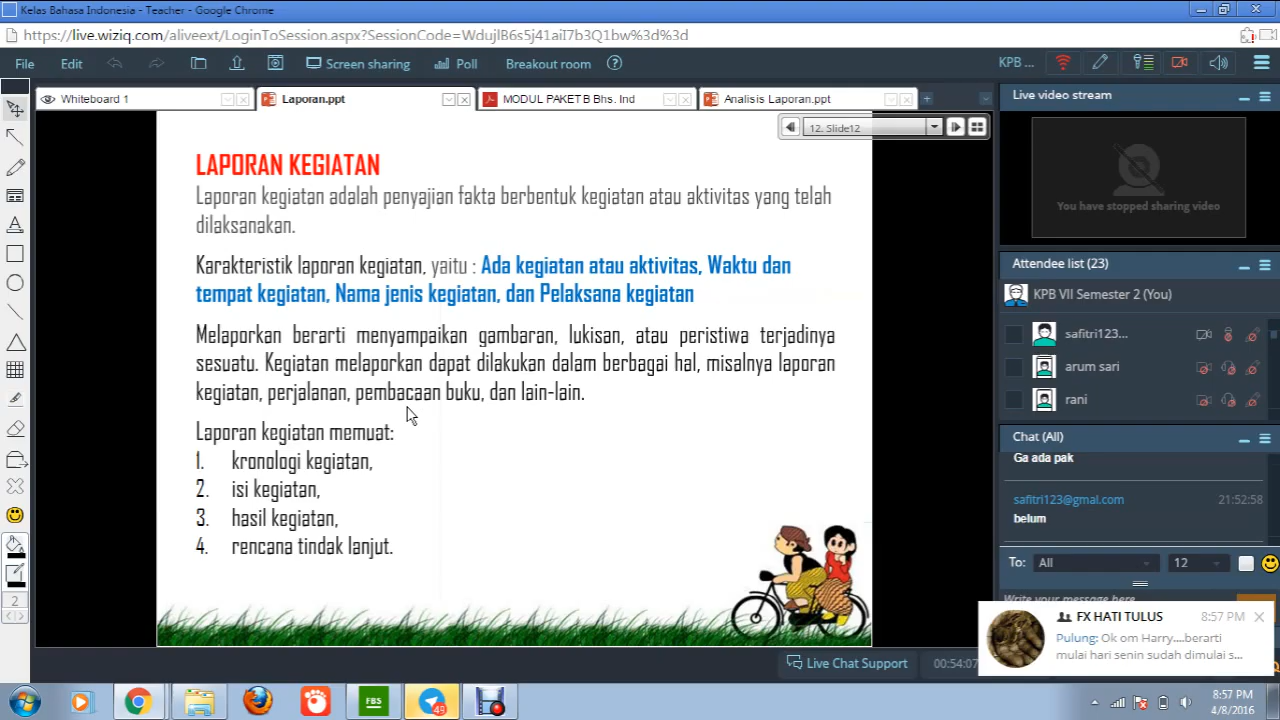 Kelas Bahasa Indonesia - Teacher - Google Chrome
https://live.wiziq.com/aliveext/LoginToSession.aspx?SessionCode=WdujlB6s5j41aiI7b3Q1bw%3d%3d
File Edit Screen sharing Poll Breakout room KPB ...
Whiteboard 1 Laporan.ppt MODUL PAKET B Bhs. Ind Analisis Laporan.ppt
12. Slide12
LAPORAN KEGIATAN
Laporan kegiatan adalah penyajian fakta berbentuk kegiatan atau aktivitas yang telah
dilaksanakan.
Karakteristik laporan kegiatan, yaitu : Ada kegiatan atau aktivitas, Waktu dan
tempat kegiatan, Nama jenis kegiatan, dan Pelaksana kegiatan
Melaporkan berarti menyampaikan gambaran, lukisan, atau peristiwa terjadinya
sesuatu. Kegiatan melaporkan dapat dilakukan dalam berbagai hal, misalnya laporan
kegiatan, perjalanan, pembacaan buku, dan lain-lain.
Laporan kegiatan memuat:
1. kronologi kegiatan,
2. isi kegiatan,
3. hasil kegiatan,
4. rencana tindak lanjut.
2
Live video stream
You have stopped sharing video
Attendee list (23)
KPB VII Semester 2 (You)
safitri123...
arum sari
rani
Chat (All)
Ga ada pak
safitri123@gmal.com 21:52:58
belum
To: All 12
Write your message here
FX HATI TULUS 8:57 PM
Pulung: Ok om Harry....berarti
mulai hari senin sudah dimulai s...
Live Chat Support 00:54:07
FBS
49
8:57 PM
4/8/2016